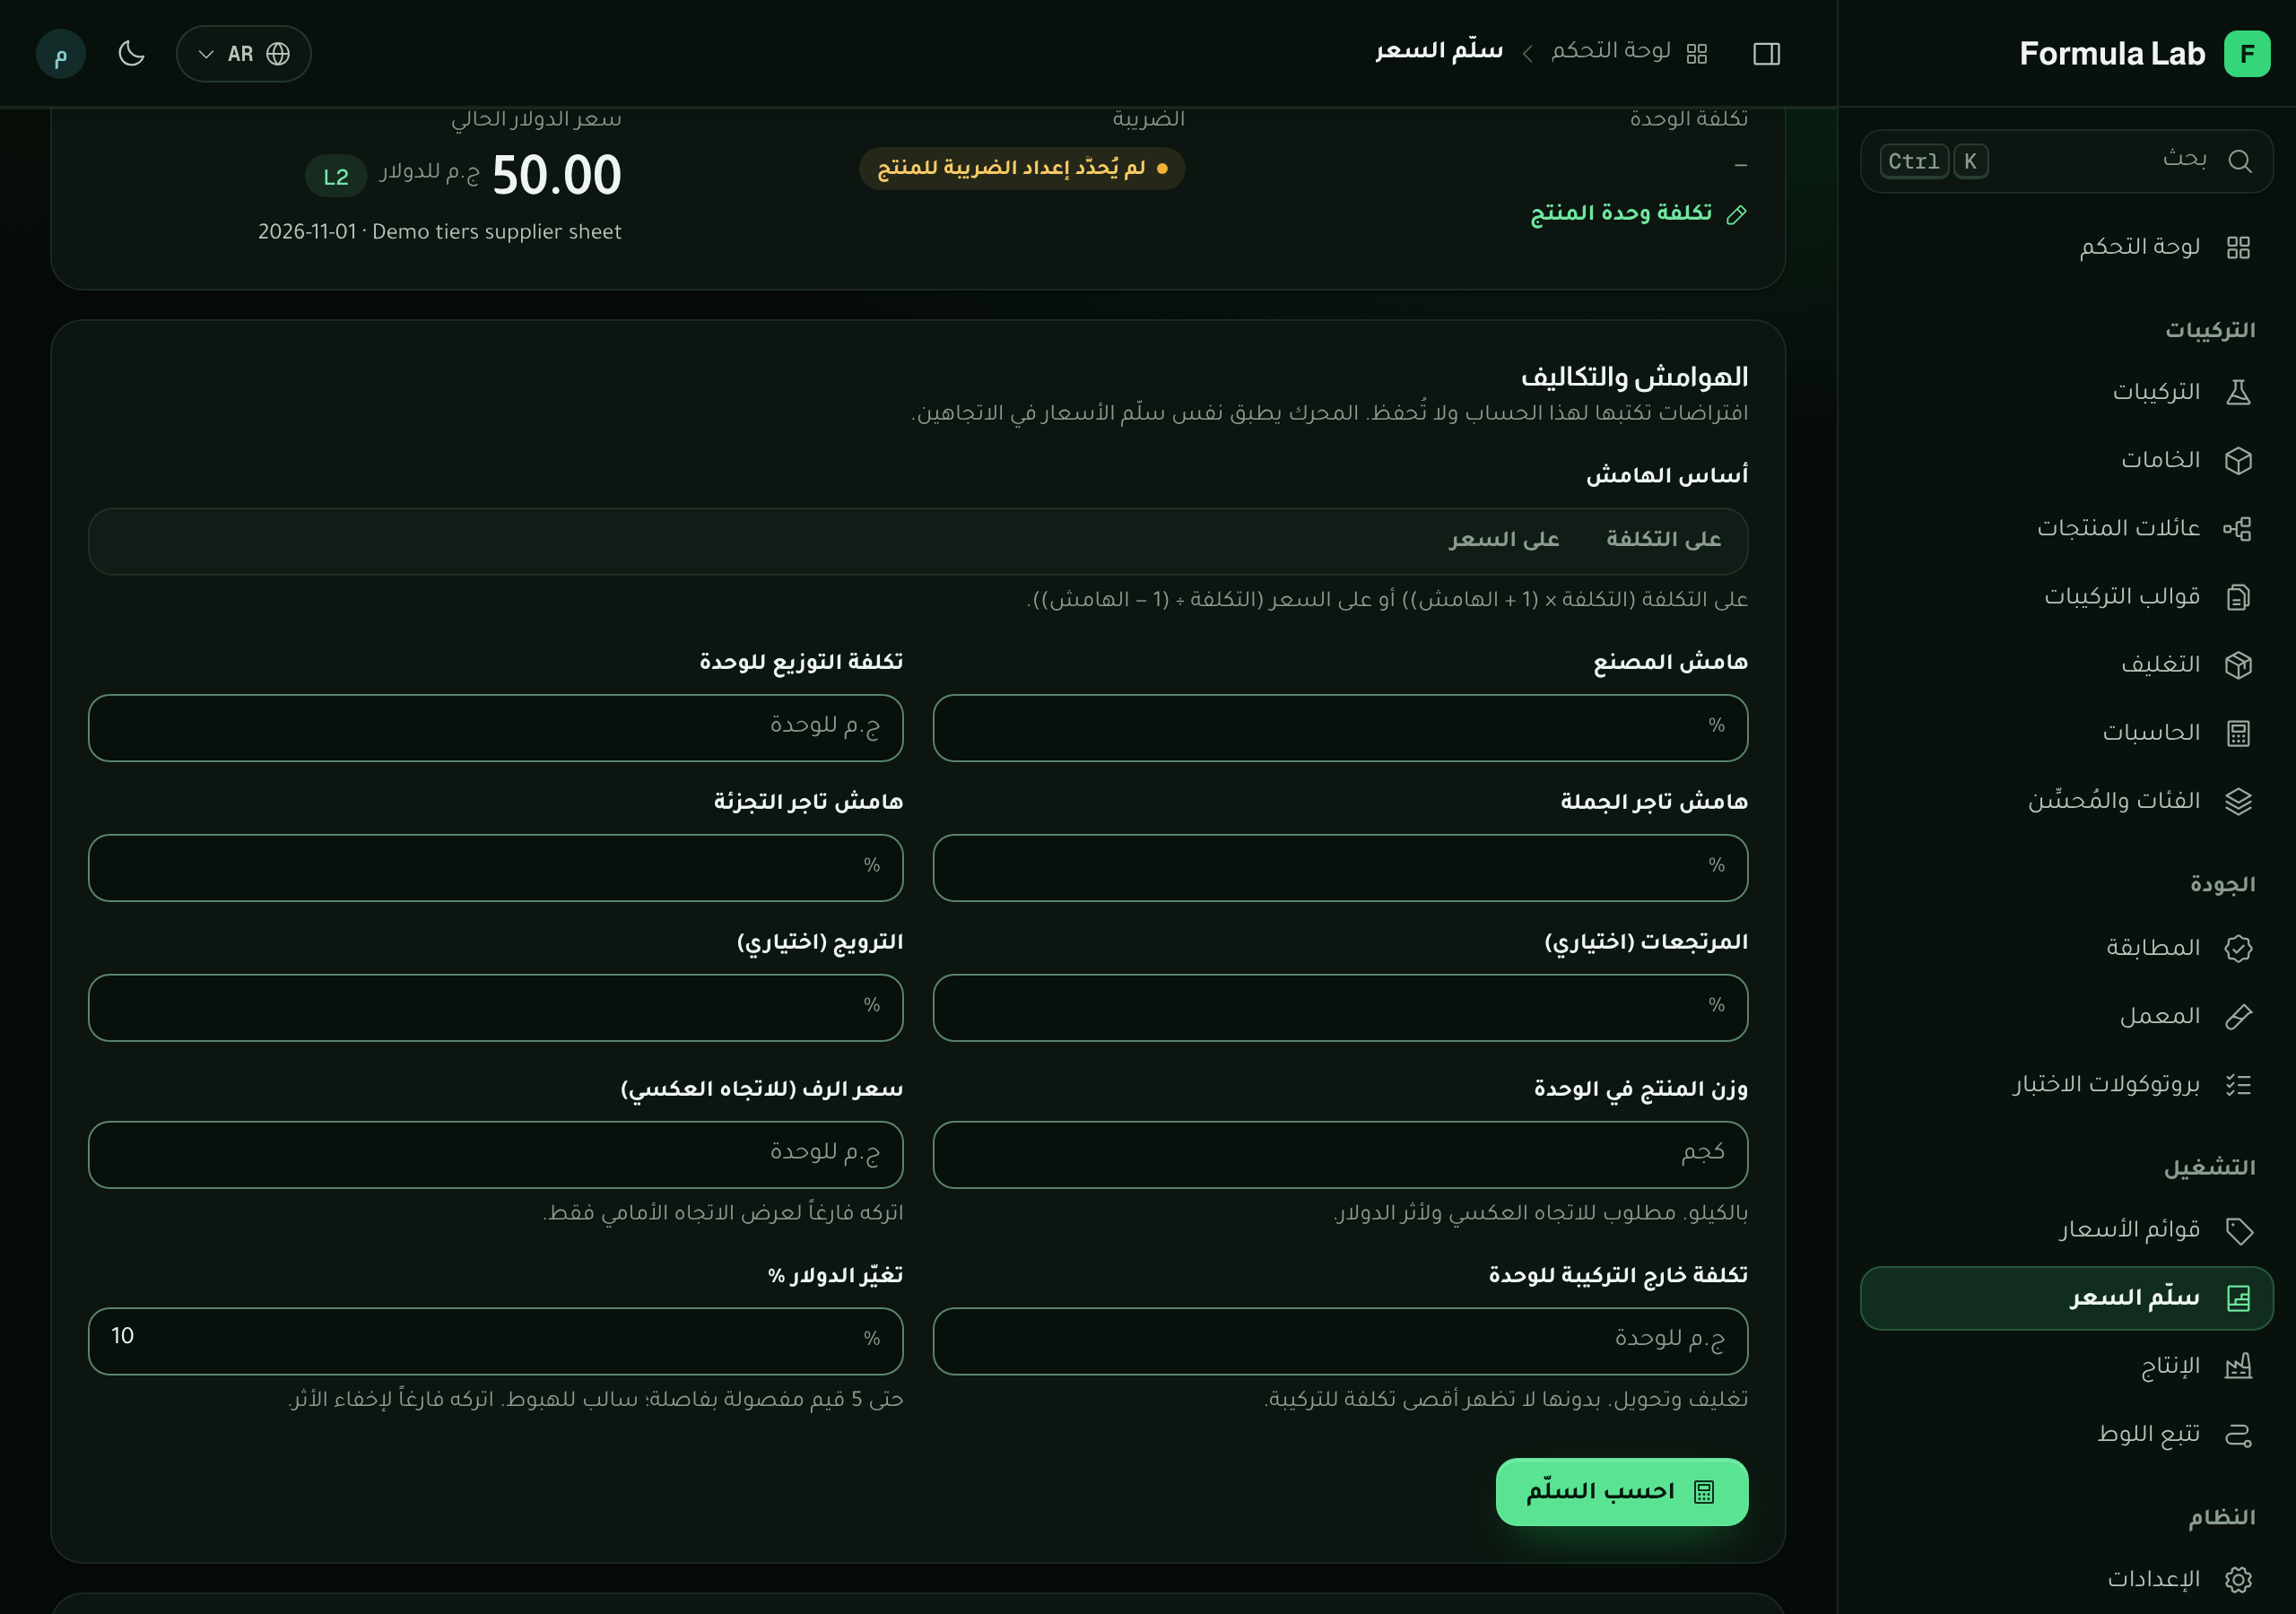 Formula Lab
F
بحث
Ctrl K
لوحة التحكم
التركيبات
التركيبات
الخامات
عائلات المنتجات
قوالب التركيبات
التغليف
الحاسبات
الفئات والمُحسِّن
الجودة
المطابقة
المعمل
بروتوكولات الاختبار
التشغيل
قوائم الأسعار
سلّم السعر
الإنتاج
تتبع اللوط
النظام
الإعدادات
لوحة التحكم
سلّم السعر
AR
م
تكلفة الوحدة
–
تكلفة وحدة المنتج
الضريبة
لم يُحدَّد إعداد الضريبة للمنتج
سعر الدولار الحالي
50.00 ج.م للدولار L2
2026-11-01 · Demo tiers supplier sheet
الهوامش والتكاليف
افتراضات تكتبها لهذا الحساب ولا تُحفظ. المحرك يطبق نفس سلّم الأسعار في الاتجاهين.
أساس الهامش
على التكلفة
على السعر
على التكلفة (التكلفة × (1 + الهامش)) أو على السعر (التكلفة ÷ (1 – الهامش)).
هامش المصنع
%
تكلفة التوزيع للوحدة
ج.م للوحدة
هامش تاجر الجملة
%
هامش تاجر التجزئة
%
المرتجعات (اختياري)
%
الترويج (اختياري)
%
وزن المنتج في الوحدة
كجم
بالكيلو. مطلوب للاتجاه العكسي ولأثر الدولار.
سعر الرف (للاتجاه العكسي)
ج.م للوحدة
اتركه فارغاً لعرض الاتجاه الأمامي فقط.
تكلفة خارج التركيبة للوحدة
ج.م للوحدة
تغليف وتحويل. بدونها لا تظهر أقصى تكلفة للتركيبة.
تغيّر الدولار %
% 10
حتى 5 قيم مفصولة بفاصلة؛ سالب للهبوط. اتركه فارغاً لإخفاء الأثر.
احسب السلّم